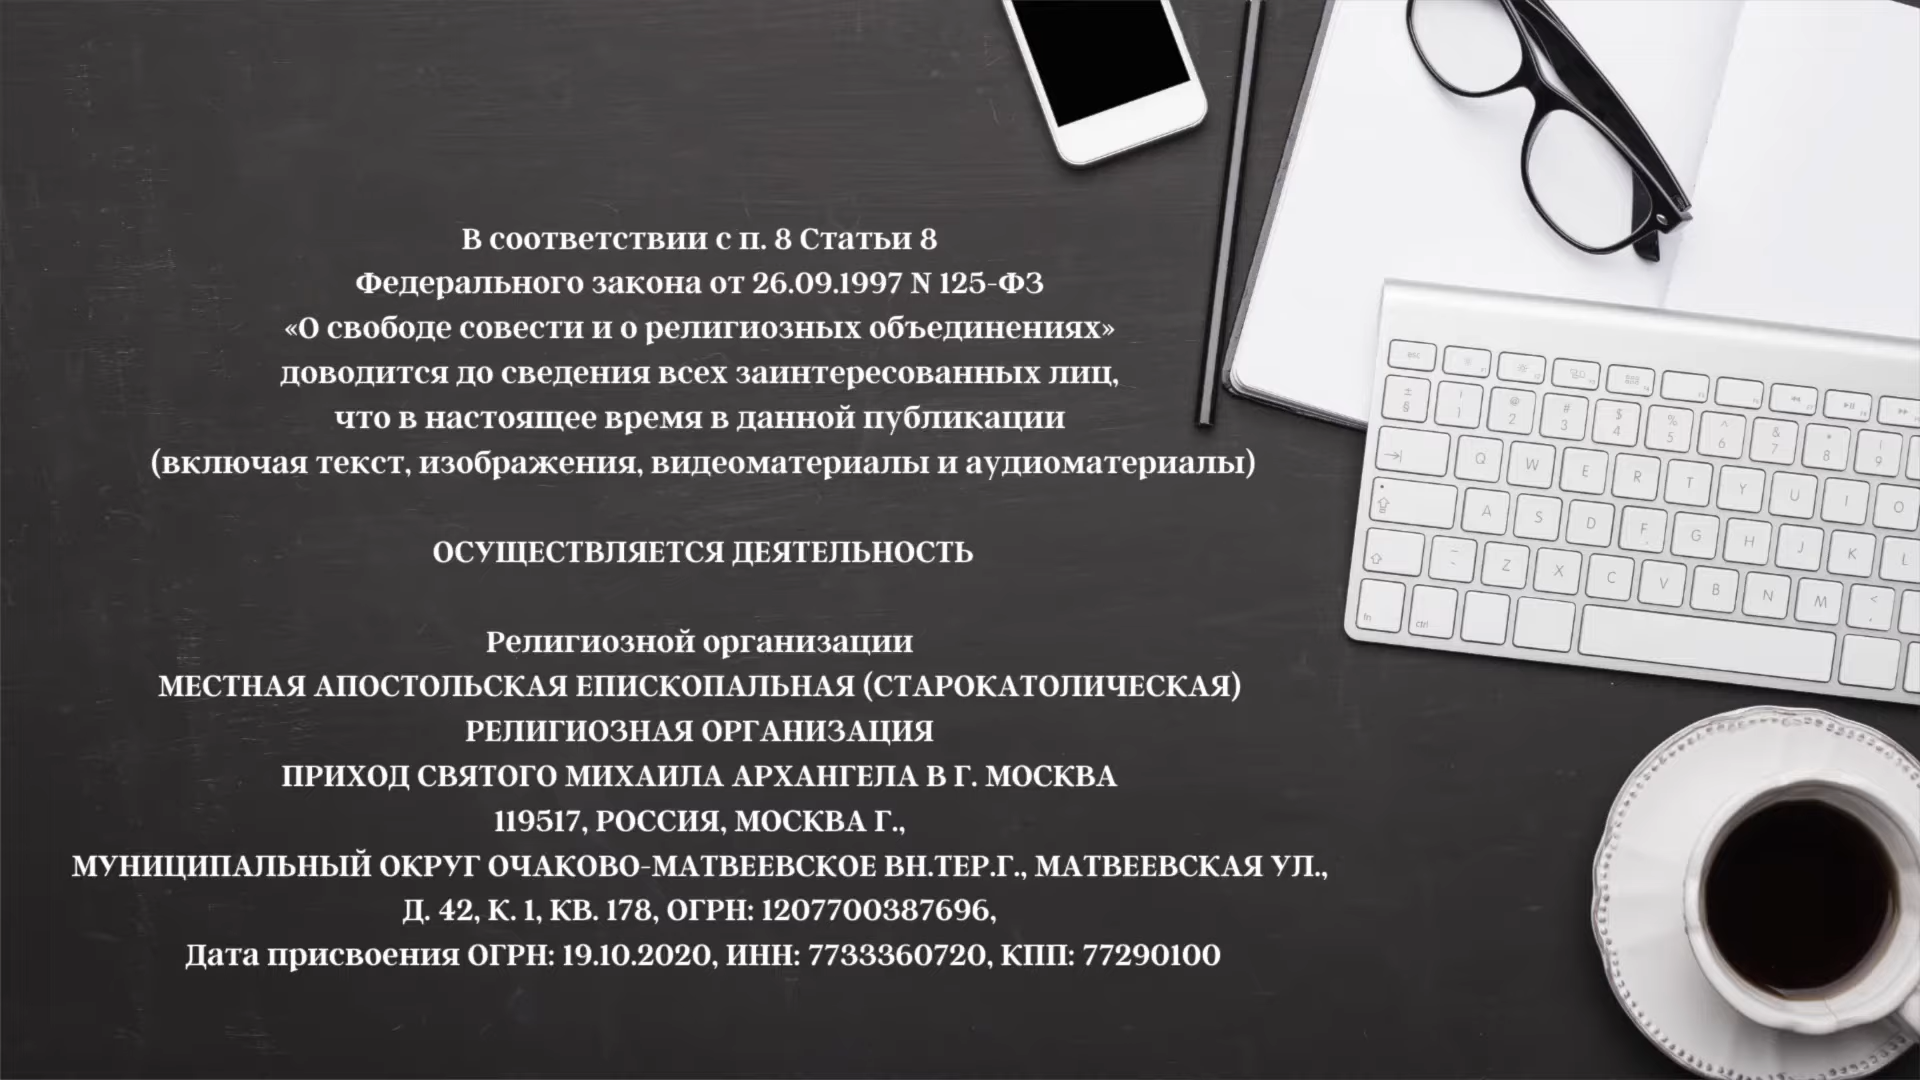 В соответствии с п. 8 Статьи 8
Федерального закона от 26.09.1997 N 125-ФЗ
«О свободе совести и о религиозных объединениях»
доводится до сведения всех заинтересованных лиц,
что в настоящее время в данной публикации
(включая текст, изображения, видеоматериалы и аудиоматериалы)
ОСУЩЕСТВЛЯЕТСЯ ДЕЯТЕЛЬНОСТЬ
Религиозной организации
МЕСТНАЯ АПОСТОЛЬСКАЯ ЕПИСКОПАЛЬНАЯ (СТАРОКАТОЛИЧЕСКАЯ)
РЕЛИГИОЗНАЯ ОРГАНИЗАЦИЯ
ПРИХОД СВЯТОГО МИХАИЛА АРХАНГЕЛА В Г. МОСКВА
119517, РОССИЯ, МОСКВА Г.,
МУНИЦИПАЛЬНЫЙ ОКРУГ ОЧАКОВО-МАТВЕЕВСКОЕ ВН.ТЕР.Г., МАТВЕЕВСКАЯ УЛ.,
Д. 42, К. 1, КВ. 178, ОГРН: 1207700387696,
Дата присвоения ОГРН: 19.10.2020, ИНН: 7733360720, КПП: 77290100